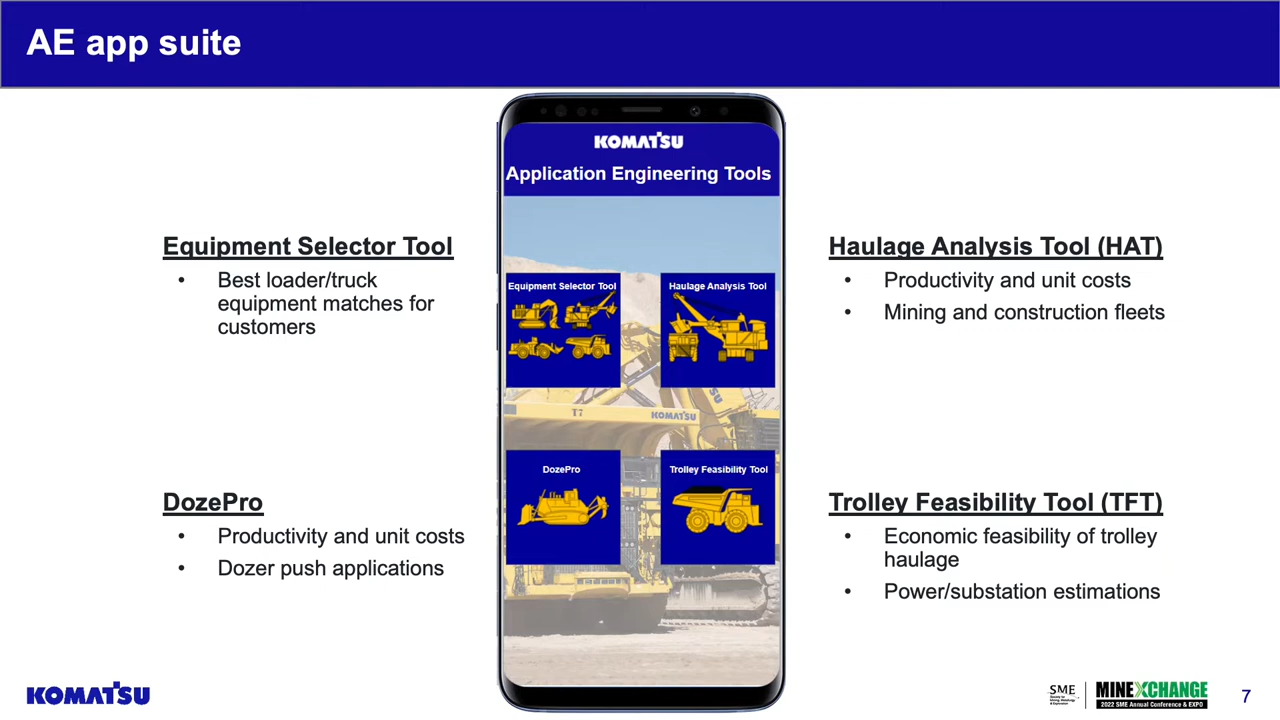 AE app suite
KOMATSU
Application Engineering Tools
Equipment Selector Tool
• Best loader/truck
equipment matches for
customers
Haulage Analysis Tool (HAT)
• Productivity and unit costs
• Mining and construction fleets
Equipment Selector Tool
Haulage Analysis Tool
T7
KOMATSU
DozePro
Trolley Feasibility Tool
DozePro
• Productivity and unit costs
• Dozer push applications
Trolley Feasibility Tool (TFT)
• Economic feasibility of trolley
haulage
• Power/substation estimations
KOMATSU
SME
MINEXCHANGE
2022 SME Annual Conference & EXPO
7